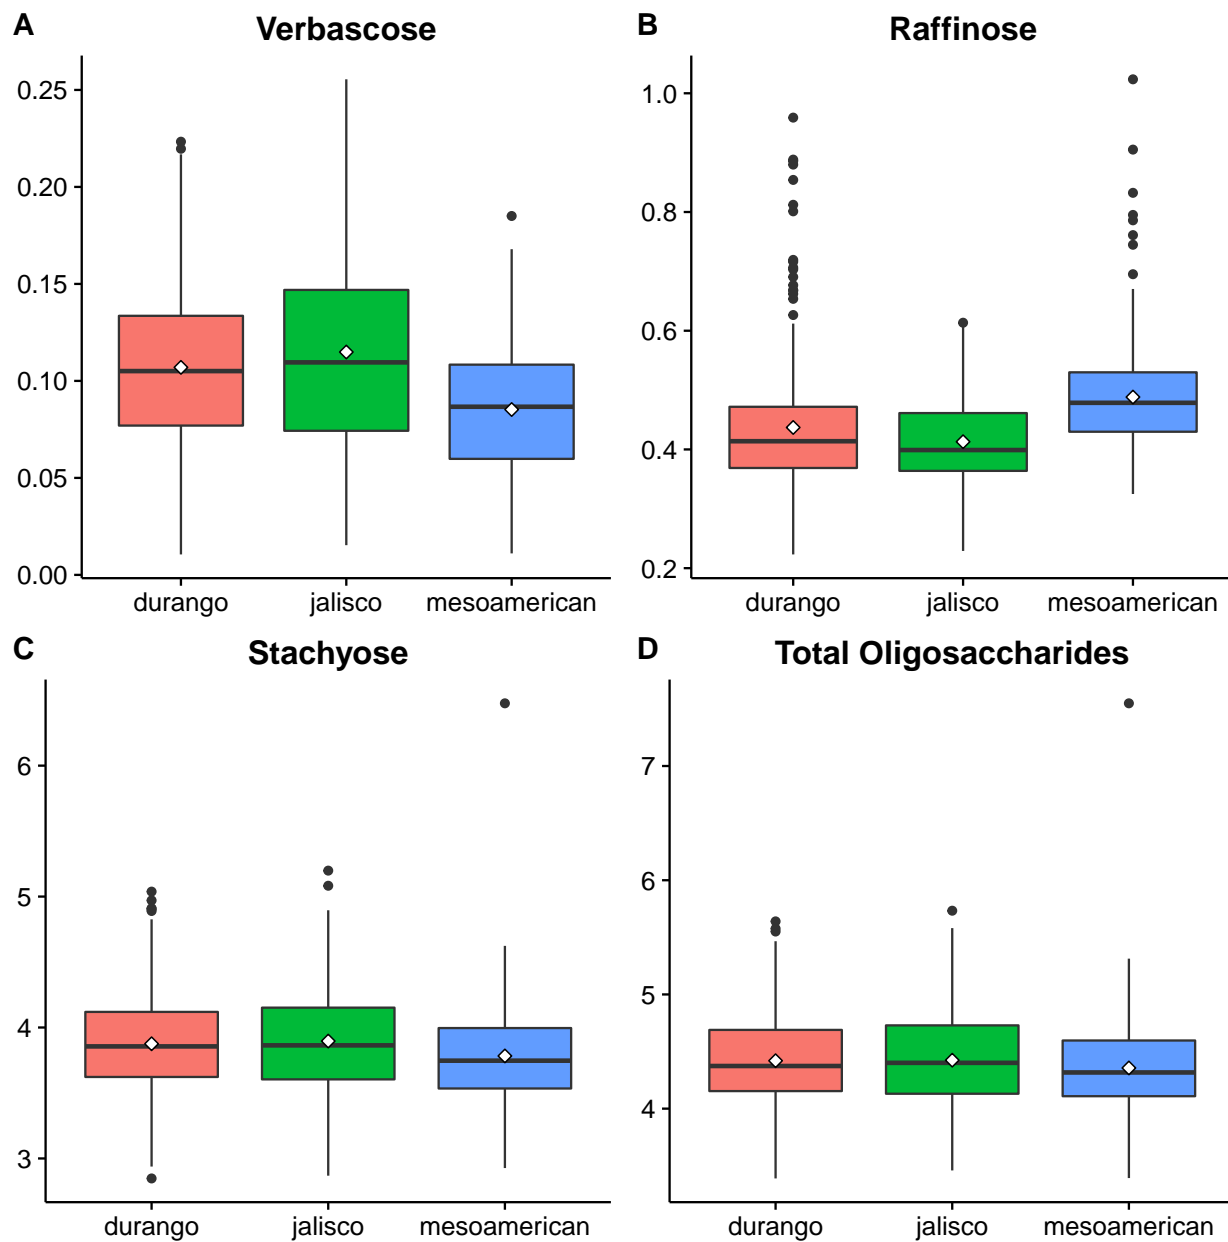 A Verbascose
0.25
0.20
0.15
0.10
0.05
0.00
durango jalisco mesoamerican
B Raffinose
1.0
0.8
0.6
0.4
0.2
durango jalisco mesoamerican
C Stachyose
6
5
4
3
durango jalisco mesoamerican
D Total Oligosaccharides
7
6
5
4
durango jalisco mesoamerican